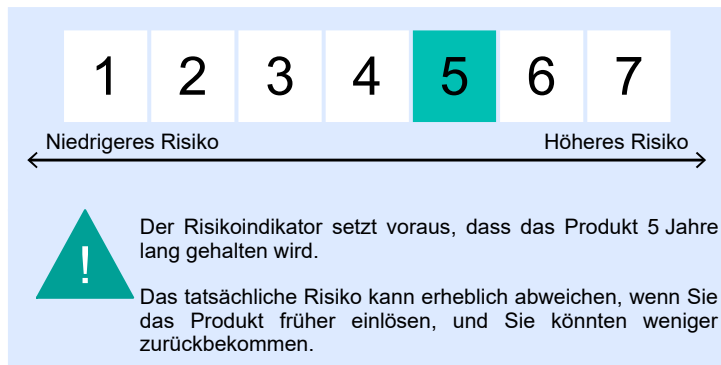 1 2 3 4 5 6 7
Niedrigeres Risiko Höheres Risiko
!
Der Risikoindikator setzt voraus, dass das Produkt 5 Jahre
lang gehalten wird.
Das tatsächliche Risiko kann erheblich abweichen, wenn Sie
das Produkt früher einlösen, und Sie könnten weniger
zurückbekommen.